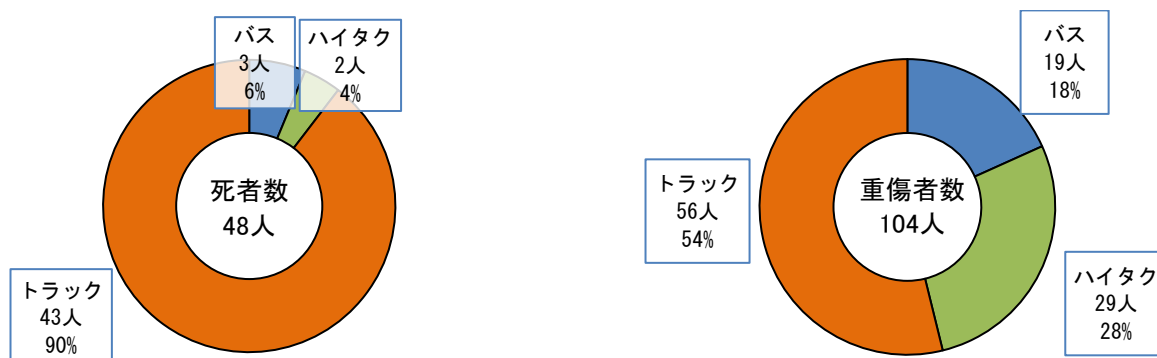 バス
3人
6%
ハイタク
2人
4%
死者数
48人
トラック
43人
90%
バス
19人
18%
トラック
56人
54%
重傷者数
104人
ハイタク
29人
28%